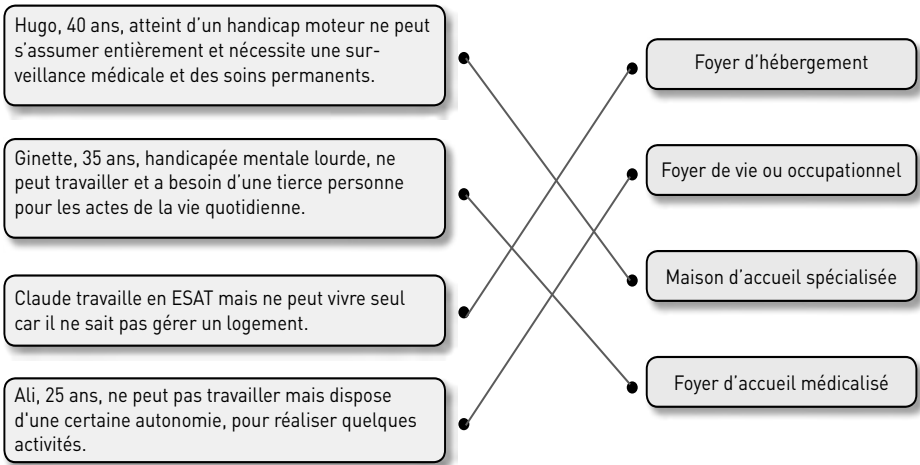 Hugo, 40 ans, atteint d'un handicap moteur ne peut
s'assumer entièrement et nécessite une sur-
veillance médicale et des soins permanents.
Ginette, 35 ans, handicapée mentale lourde, ne
peut travailler et a besoin d'une tierce personne
pour les actes de la vie quotidienne.
Claude travaille en ESAT mais ne peut vivre seul
car il ne sait pas gérer un logement.
Ali, 25 ans, ne peut pas travailler mais dispose
d'une certaine autonomie, pour réaliser quelques
activités.
Foyer d'hébergement
Foyer de vie ou occupationnel
Maison d'accueil spécialisée
Foyer d'accueil médicalisé